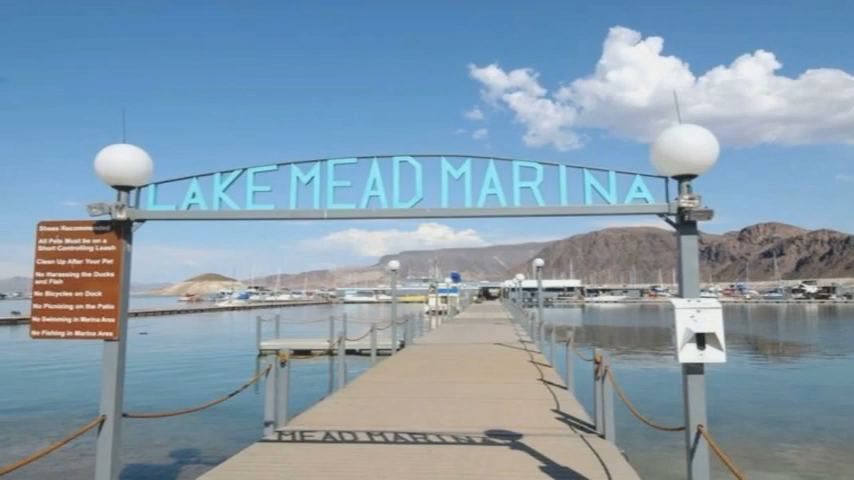 LAKE MEAD MARINA
Shoes Recommended
All Pets Must be on a
Short Controlling Leash
Clean Up After Your Pet
No Harassing the Ducks
and Fish
No Bicycles on Dock
No Picnicing on the Patio
No Swimming in Marina Area
No Fishing in Marina Area
MEAD MARINA